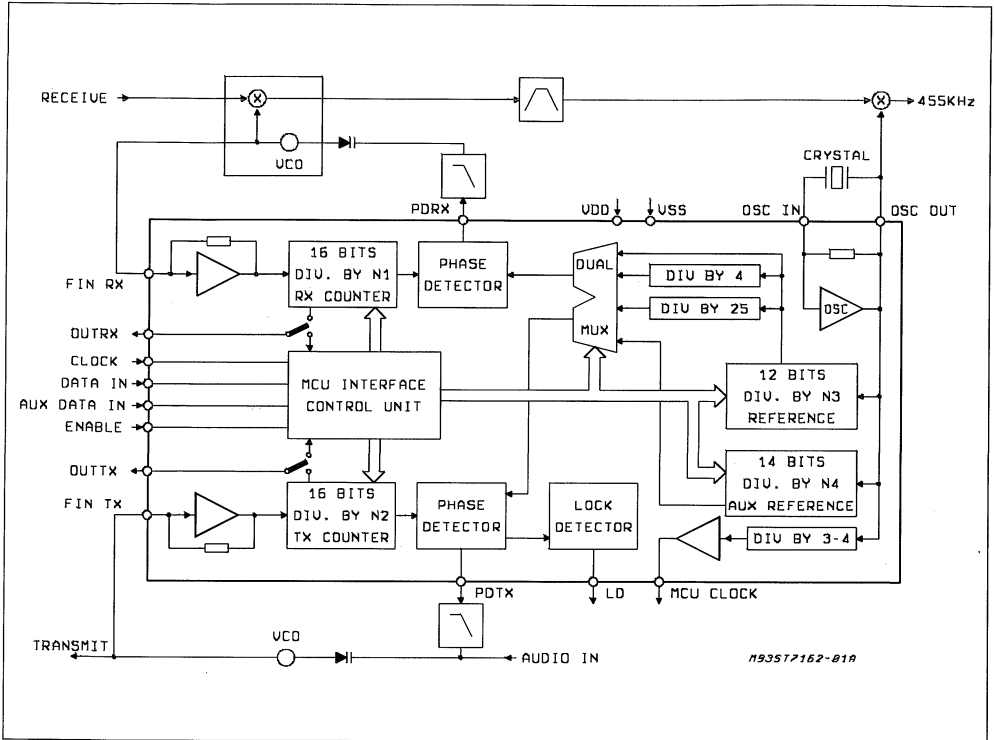 RECEIVE
455KHz
VCO
CRYSTAL
PDRX
VDD
VSS
OSC IN
OSC OUT
FIN RX
16 BITS
DIV. BY N1
RX COUNTER
PHASE
DETECTOR
DUAL
MUX
DIV BY 4
DIV BY 25
OSC
OUTRX
CLOCK
DATA IN
AUX DATA IN
ENABLE
MCU INTERFACE
CONTROL UNIT
12 BITS
DIV. BY N3
REFERENCE
OUTTX
FIN TX
16 BITS
DIV. BY N2
TX COUNTER
PHASE
DETECTOR
LOCK
DETECTOR
14 BITS
DIV. BY N4
AUX REFERENCE
DIV BY 3-4
PDTX
LD
MCU CLOCK
TRANSMIT
VCO
AUDIO IN
M93ST7162-01A